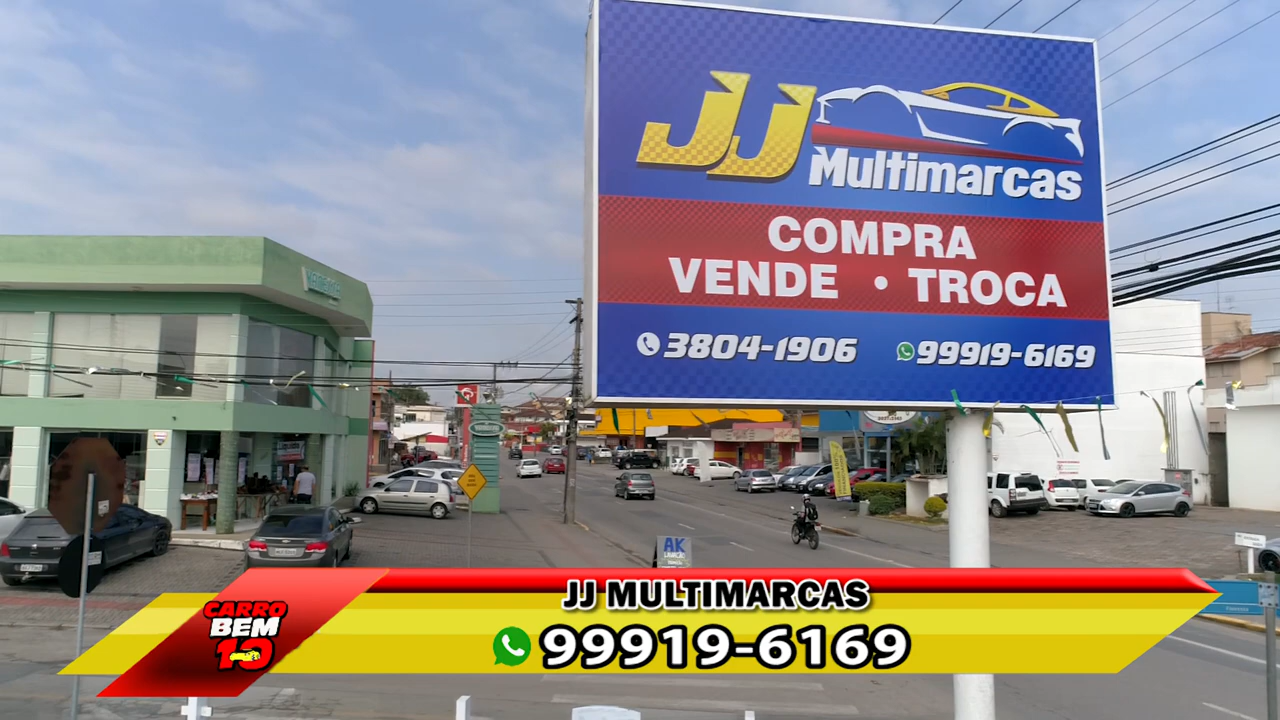 JJ
Multimarcas
COMPRA
VENDE • TROCA
3804-1906 99919-6169
AK
JJ MULTIMARCAS
99919-6169
CARRO
BEM
10